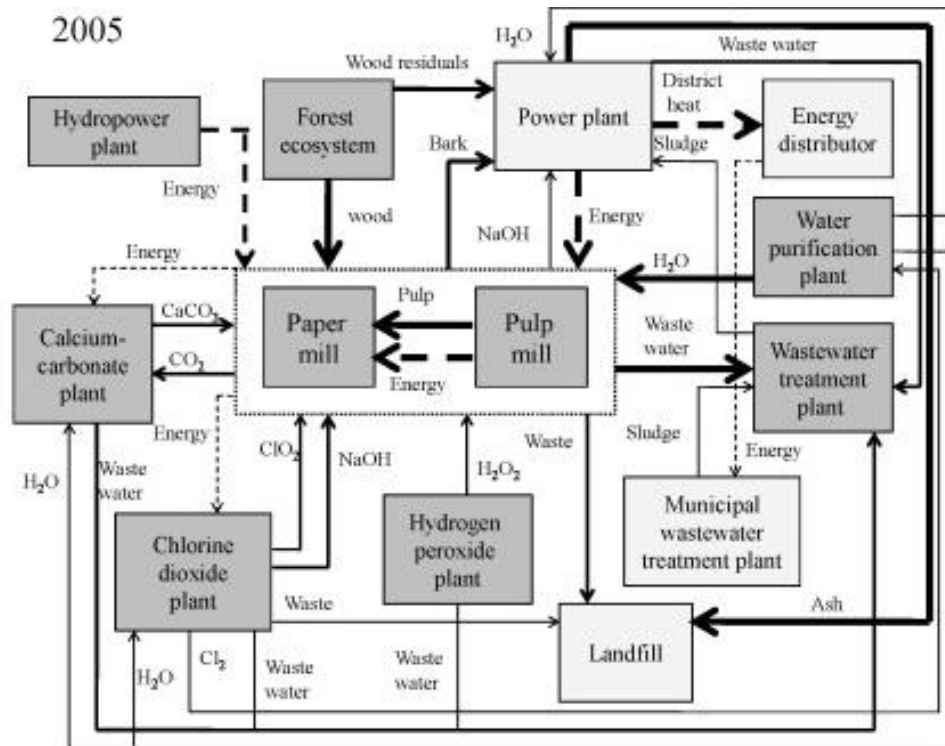 2005
H₂O
Waste water
Wood residuals
District
heat
Hydropower
plant
Forest
ecosystem
Power plant
Energy
distributor
Bark
Sludge
Energy
wood
NaOH
Energy
Water
purification
plant
Energy
H₂O
CaCO₃
Pulp
Calcium-
carbonate
plant
Paper
mill
Pulp
mill
Waste
water
Wastewater
treatment
plant
CO₂
Energy
Energy
ClO₂
NaOH
Waste
Sludge
Energy
H₂O
Waste
water
H₂O₂
Chlorine
dioxide
plant
Hydrogen
peroxide
plant
Municipal
wastewater
treatment plant
Waste
Ash
Landfill
H₂O
Cl₂
Waste
water
Waste
water